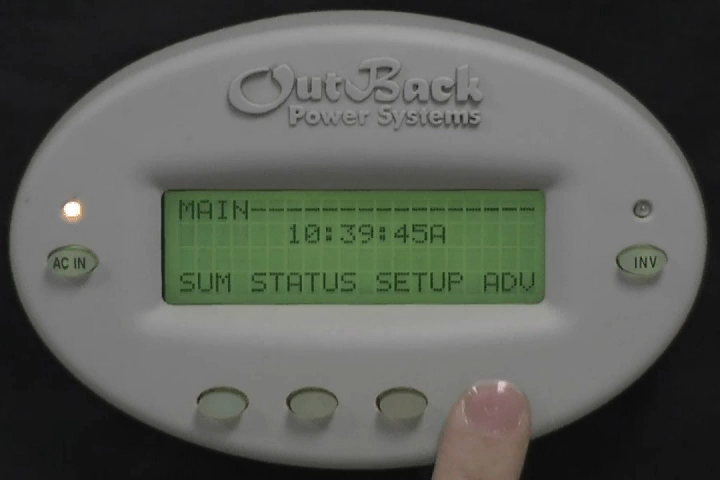 OutBack
Power Systems
MAIN----------------
10:39:45A
SUM STATUS SETUP ADV
AC IN
INV